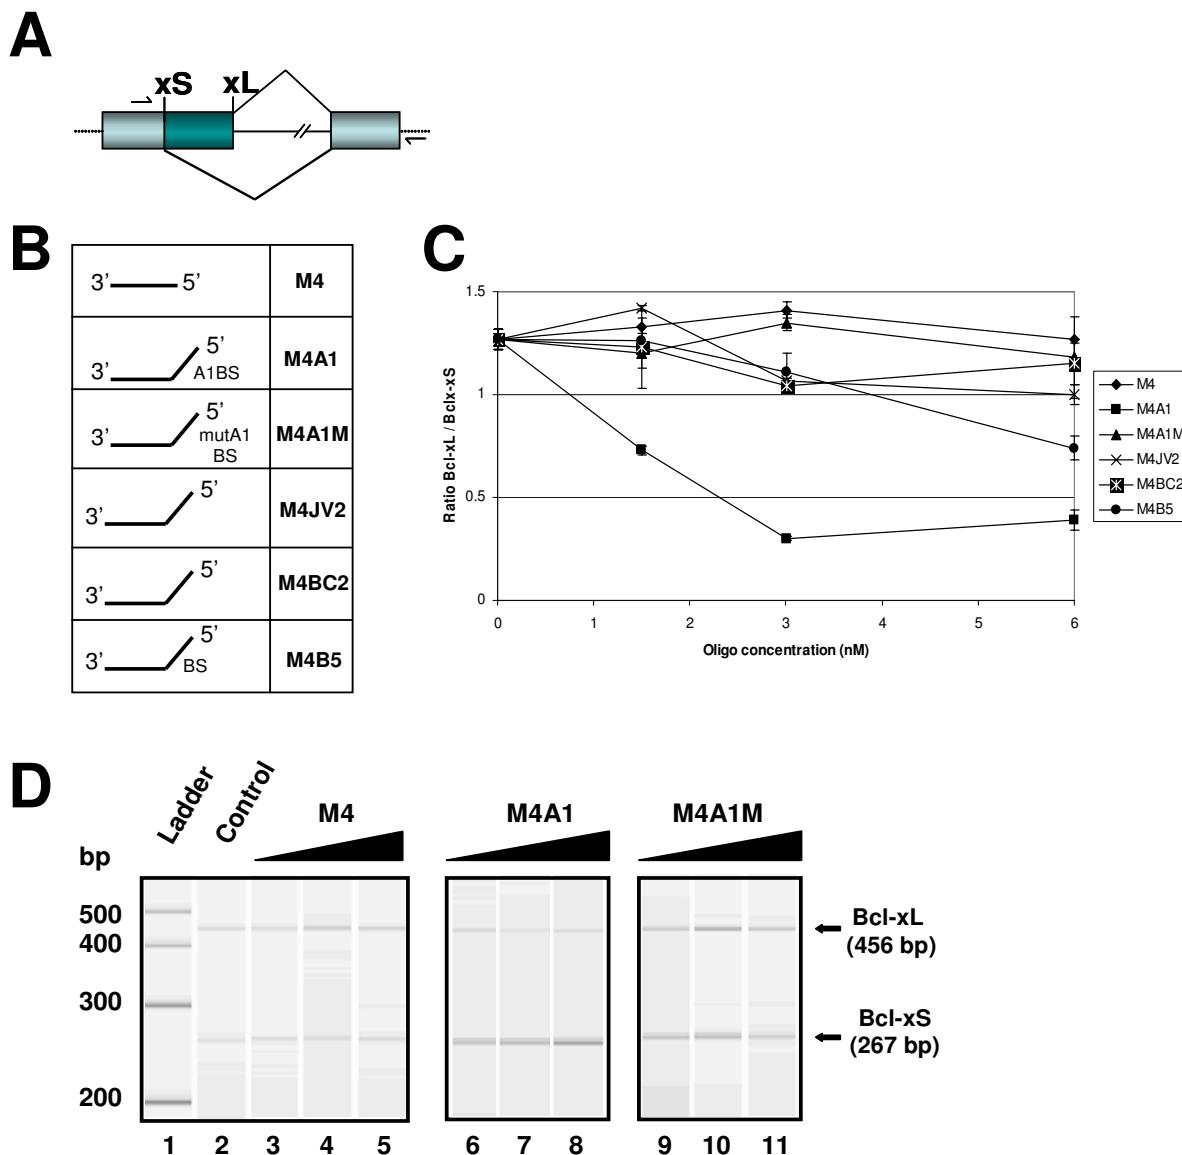 A
xS xL
B
3’ 5’ M4
3’ 5’ A1BS M4A1
3’ 5’ mutA1 BS M4A1M
3’ 5’ M4JV2
3’ 5’ M4BC2
3’ 5’ BS M4B5
C
Ratio Bcl-xL / Bclx-xS
1.5
1
0.5
0
0 1 2 3 4 5 6
Oligo concentration (nM)
M4
M4A1
M4A1M
M4JV2
M4BC2
M4B5
D
Ladder Control M4 M4A1 M4A1M
bp
500
400
300
200
Bcl-xL
(456 bp)
Bcl-xS
(267 bp)
1 2 3 4 5 6 7 8 9 10 11